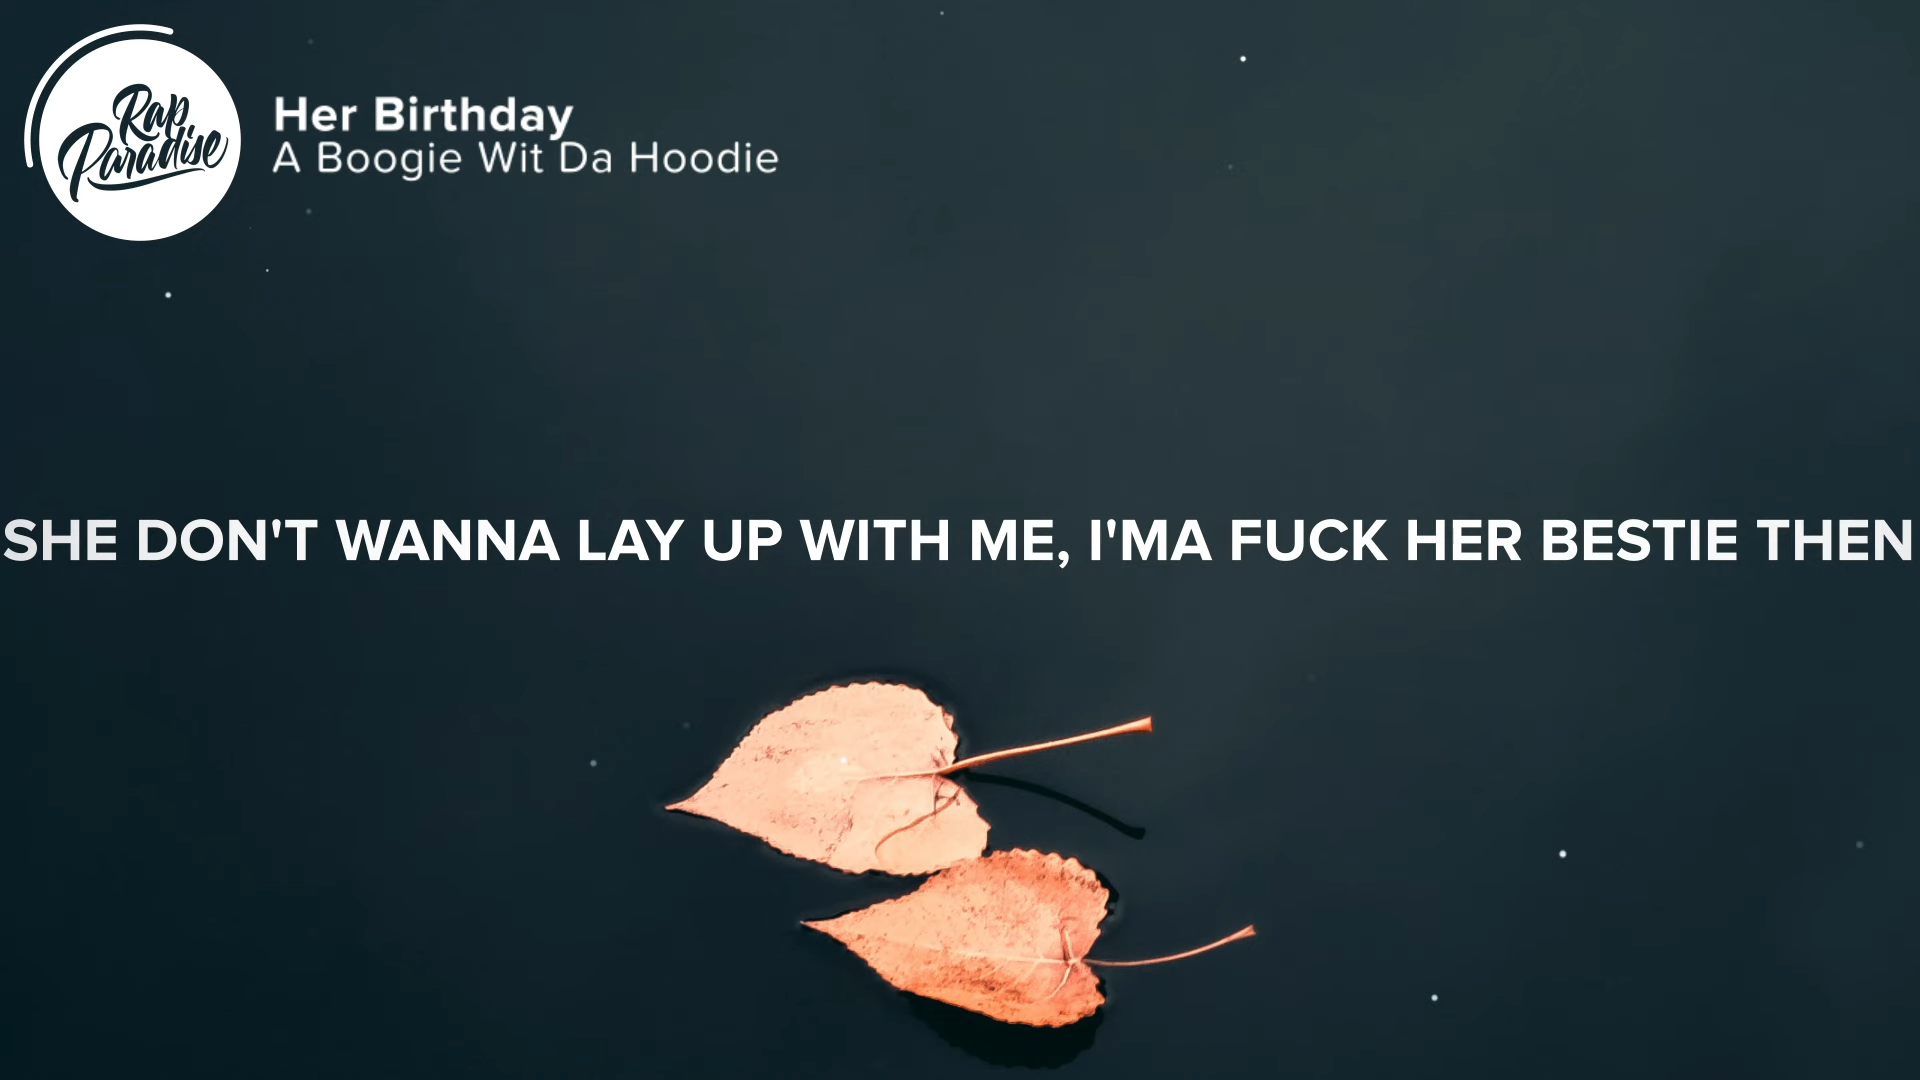 Rap
Paradise
Her Birthday
A Boogie Wit Da Hoodie
SHE DON'T WANNA LAY UP WITH ME, I'MA FUCK HER BESTIE THEN